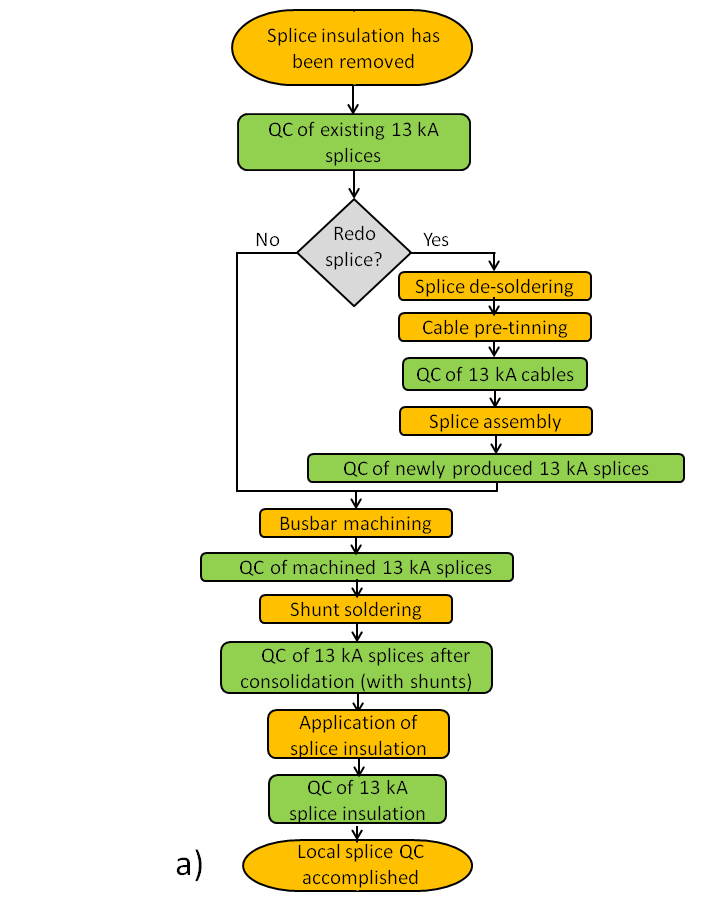 Splice insulation has
been removed
QC of existing 13 kA
splices
Redo
splice?
No
Yes
Splice de-soldering
Cable pre-tinning
QC of 13 kA cables
Splice assembly
QC of newly produced 13 kA splices
Busbar machining
QC of machined 13 kA splices
Shunt soldering
QC of 13 kA splices after
consolidation (with shunts)
Application of
splice insulation
QC of 13 kA
splice insulation
Local splice QC
accomplished
a)